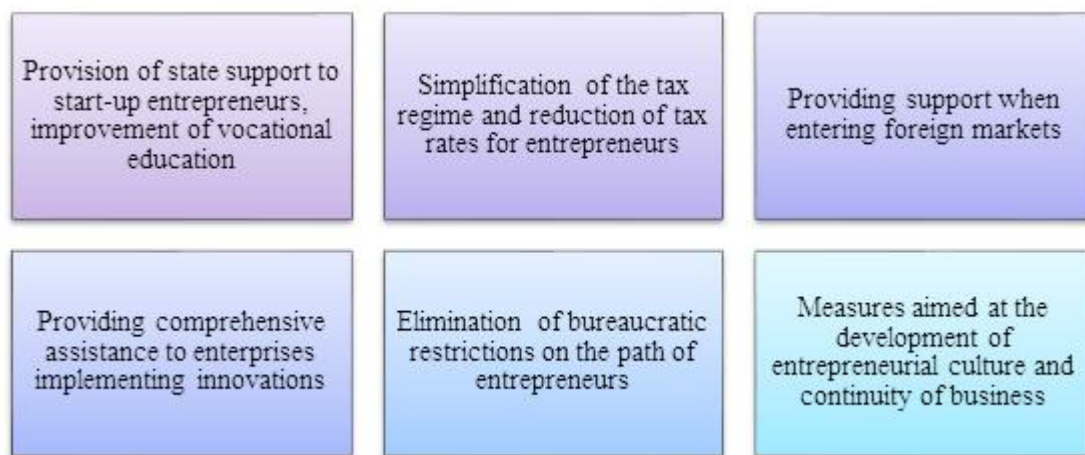 Provision of state support to
start-up entrepreneurs,
improvement of vocational
education
Simplification of the tax
regime and reduction of tax
rates for entrepreneurs
Providing support when
entering foreign markets
Providing comprehensive
assistance to enterprises
implementing innovations
Elimination of bureaucratic
restrictions on the path of
entrepreneurs
Measures aimed at the
development of
entrepreneurial culture and
continuity of business